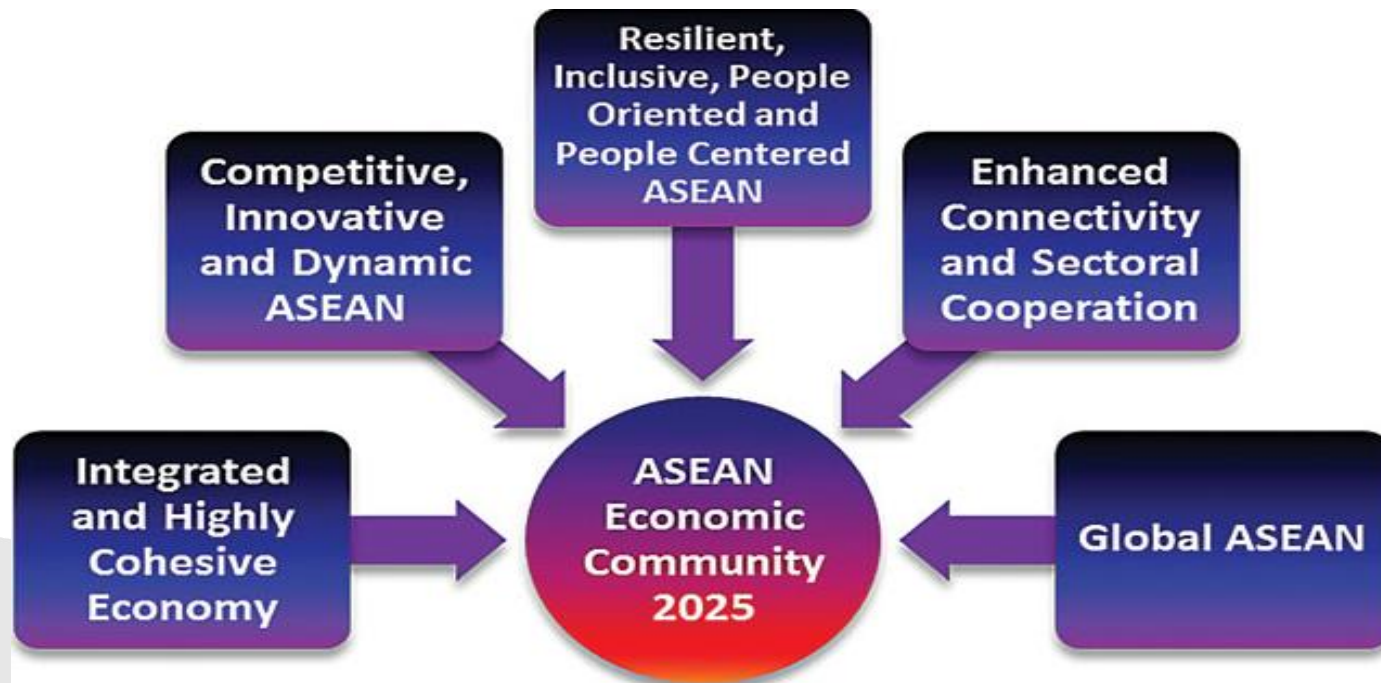 Resilient,
Inclusive, People
Oriented and
People Centered
ASEAN
Competitive,
Innovative
and Dynamic
ASEAN
Enhanced
Connectivity
and Sectoral
Cooperation
Integrated
and Highly
Cohesive
Economy
ASEAN
Economic
Community
2025
Global ASEAN